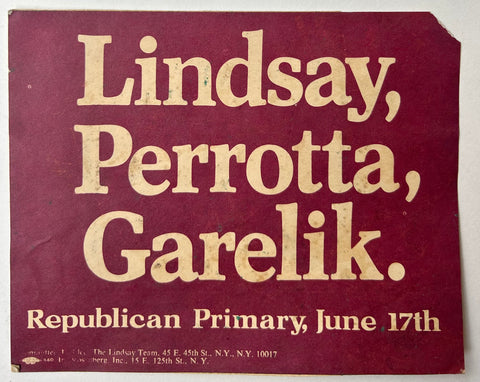 Lindsay,
Perrotta,
Garelik.
Republican Primary, June 17th
The Lindsay Team, 45 E. 45th St., N.Y., N.Y. 10017
Inc., 15 E. 125th St., N. Y.